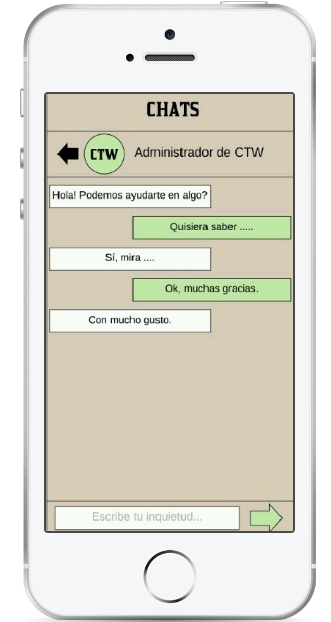 CHATS
CTW
Administrador de CTW
Hola! Podemos ayudarte en algo?
Quisiera saber .....
Sí, mira ....
Ok, muchas gracias.
Con mucho gusto.
Escribe tu inquietud...